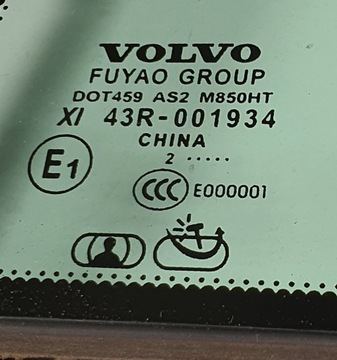 VOLVO
FUYAO GROUP
DOT459 AS2 M850HT
XI 43R-001934
CHINA
2 ·····
E1
CCC E000001